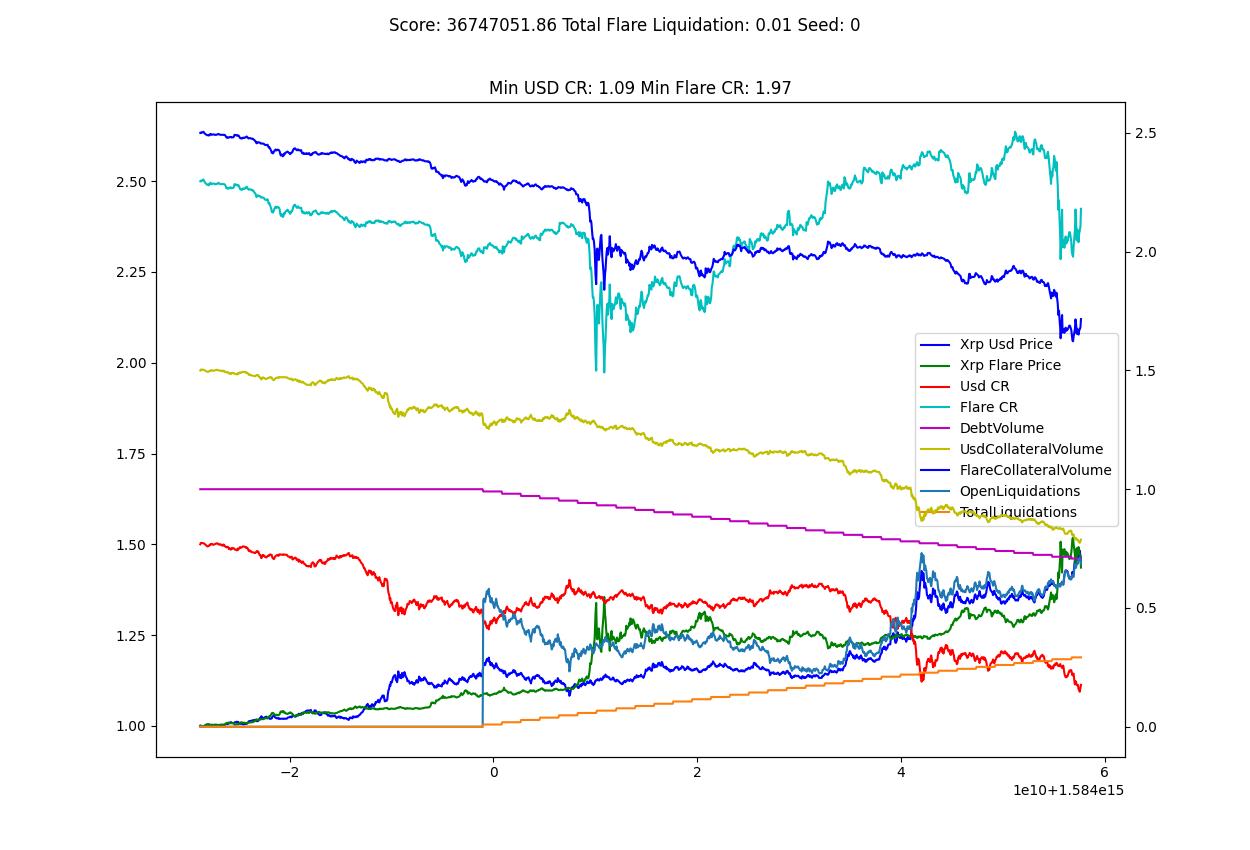 Score: 36747051.86 Total Flare Liquidation: 0.01 Seed: 0
Min USD CR: 1.09 Min Flare CR: 1.97
2.50
2.25
2.00
1.75
1.50
1.25
1.00
2.5
2.0
1.5
1.0
0.5
0.0
Xrp Usd Price
Xrp Flare Price
Usd CR
Flare CR
DebtVolume
UsdCollateralVolume
FlareCollateralVolume
OpenLiquidations
TotalLiquidations
−2 0 2 4 6
1e10+1.584e15